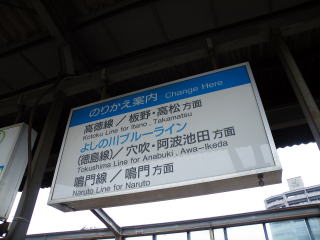 のりかえ案内 Change Here
高徳線／板野・高松方面
Kotoku Line for Itano, Takamatsu
よしの川ブルーライン
(徳島線)／穴吹・阿波池田方面
Tokushima Line for Anabuki, Awa-Ikeda
鳴門線／鳴門方面
Naruto Line for Naruto